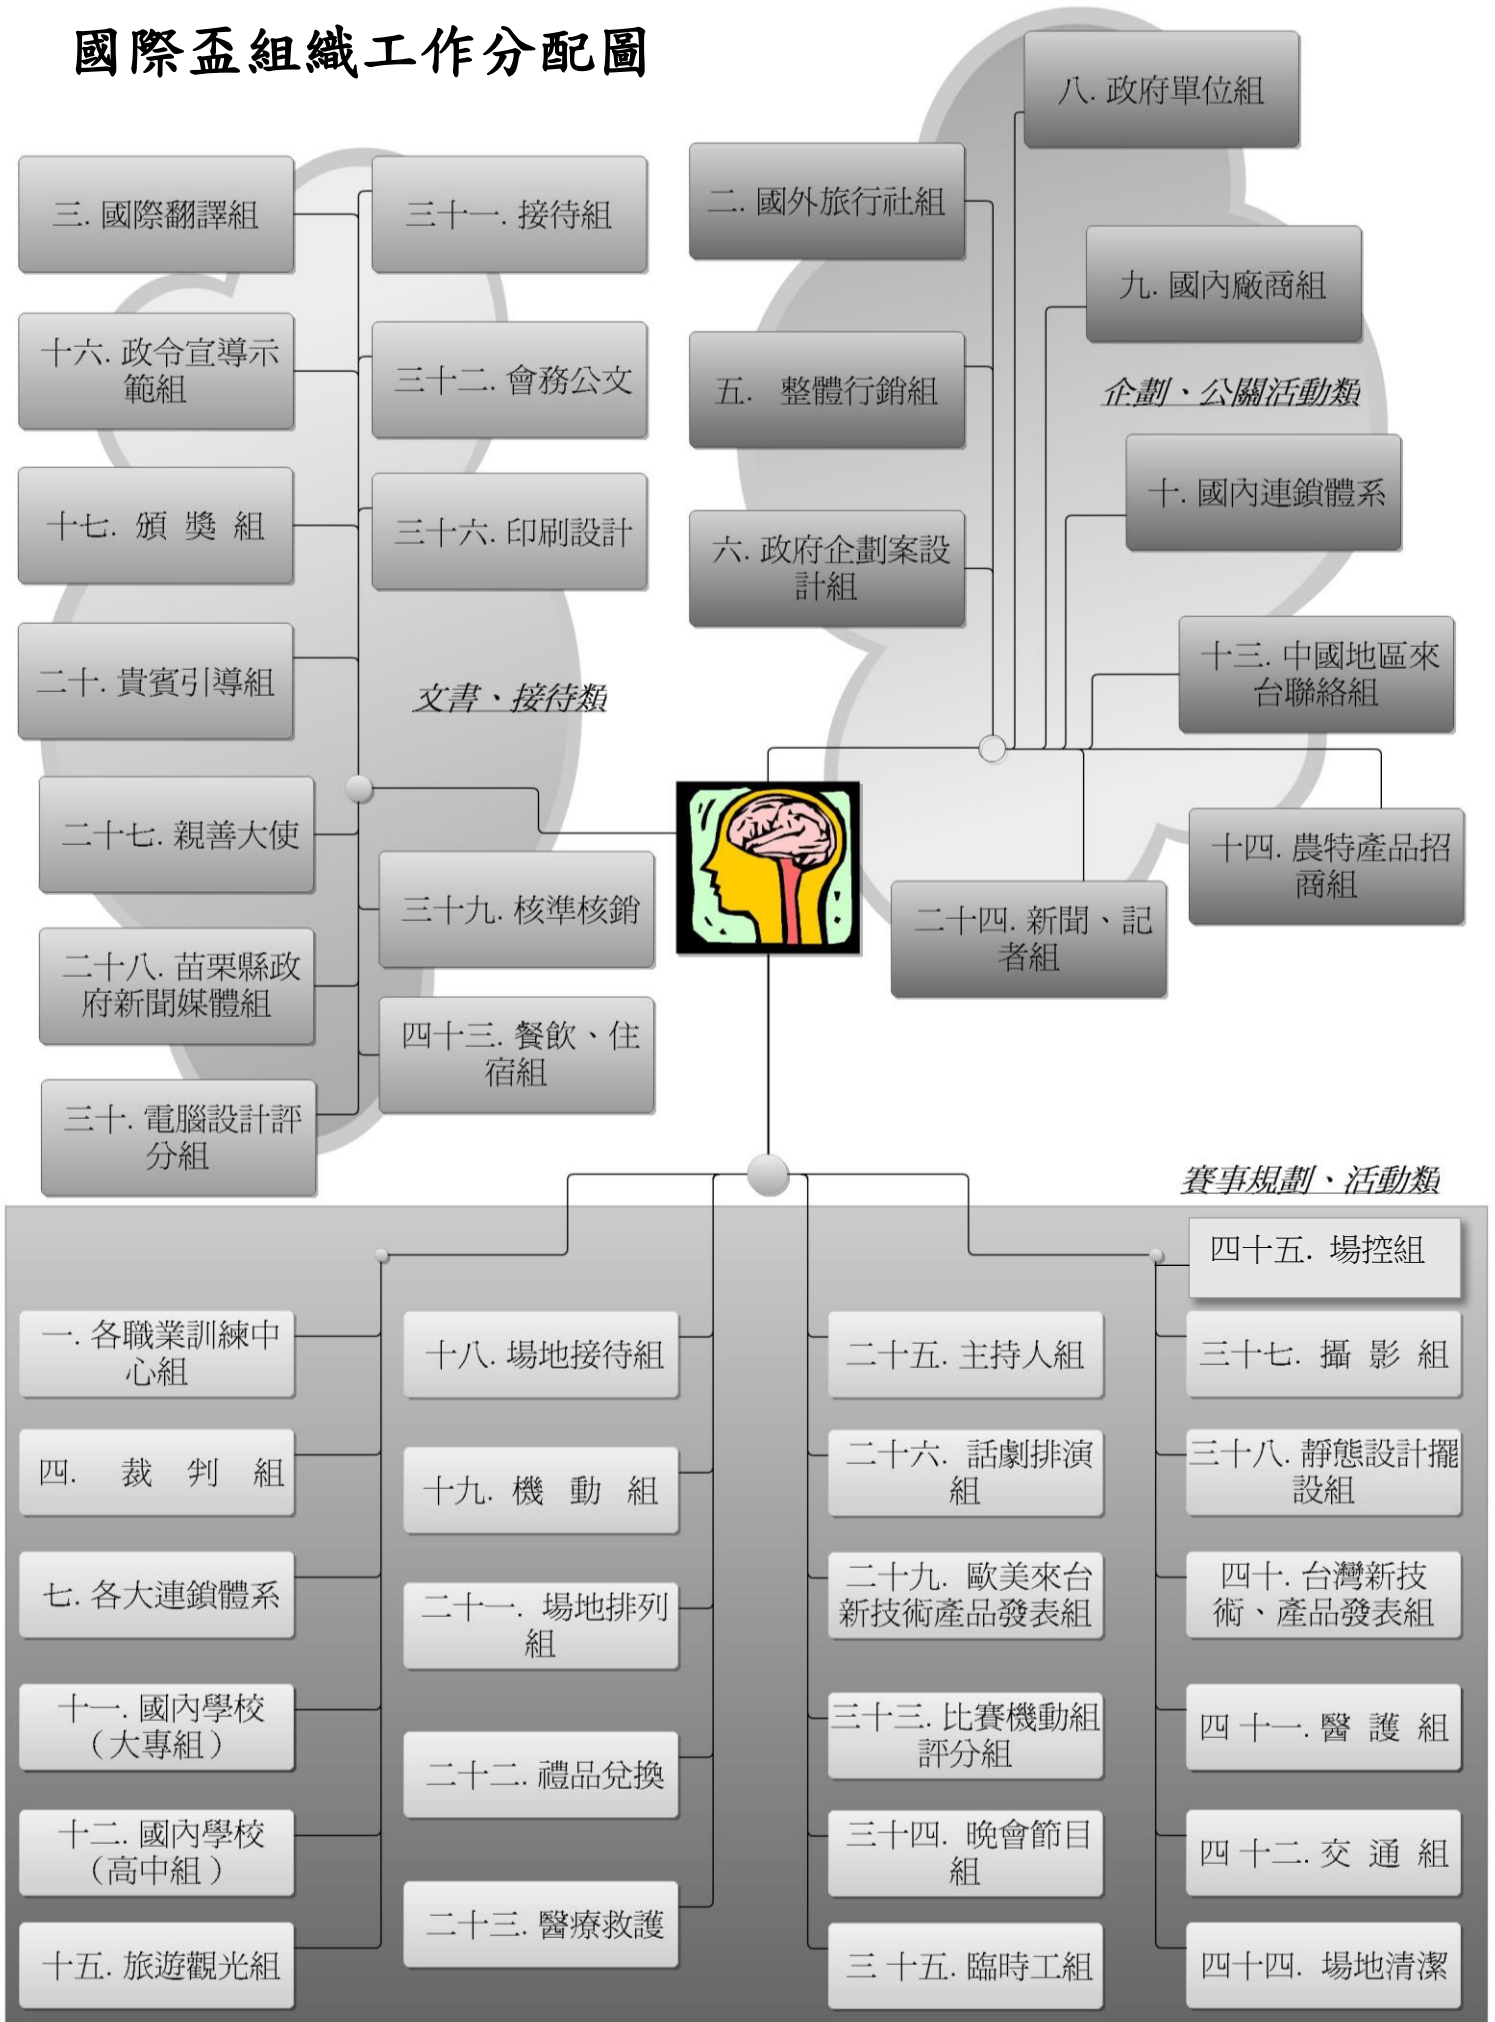 國際盃組織工作分配圖
三. 國際翻譯組
十六. 政令宣導示
範組
十七. 頒 獎 組
二十. 貴賓引導組
二十七. 親善大使
二十八. 苗栗縣政
府新聞媒體組
三十. 電腦設計評
分組
三十一. 接待組
三十二. 會務公文
三十六. 印刷設計
文書、接待類
三十九. 核準核銷
四十三. 餐飲、住
宿組
二. 國外旅行社組
五. 整體行銷組
六. 政府企劃案設
計組
八. 政府單位組
九. 國內廠商組
企劃、公關活動類
十. 國內連鎖體系
十三. 中國地區來
台聯絡組
十四. 農特產品招
商組
二十四. 新聞、記
者組
賽事規劃、活動類
一. 各職業訓練中
心組
四. 裁 判 組
七. 各大連鎖體系
十一. 國內學校
（大專組）
十二. 國內學校
（高中組）
十五. 旅遊觀光組
十八. 場地接待組
十九. 機 動 組
二十一. 場地排列
組
二十二. 禮品兌換
二十三. 醫療救護
二十五. 主持人組
二十六. 話劇排演
組
二十九. 歐美來台
新技術產品發表組
三十三. 比賽機動組
評分組
三十四. 晚會節目
組
三 十五. 臨時工組
四十五. 場控組
三十七. 攝 影 組
三十八. 靜態設計擺
設組
四十. 台灣新技
術、產品發表組
四 十一. 醫 護 組
四 十二. 交 通 組
四十四. 場地清潔